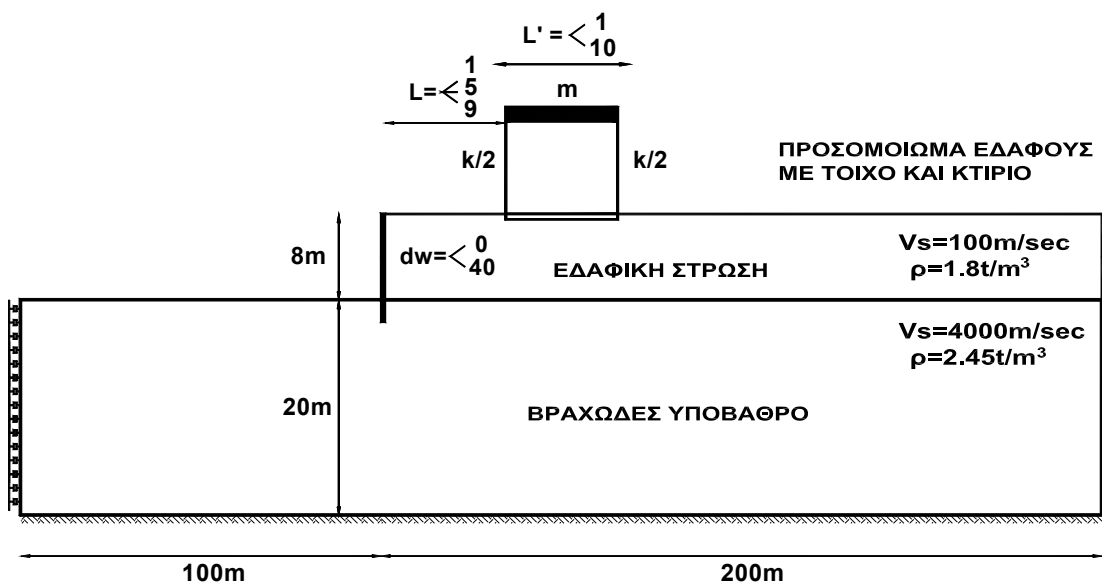 L' = < 1
10
L= < 1
5
9
m
k/2
k/2
ΠΡΟΣΟΜΟΙΩΜΑ ΕΔΑΦΟΥΣ
ΜΕ ΤΟΙΧΟ ΚΑΙ ΚΤΙΡΙΟ
8m
dw= < 0
40
ΕΔΑΦΙΚΗ ΣΤΡΩΣΗ
Vs=100m/sec
ρ=1.8t/m³
Vs=4000m/sec
ρ=2.45t/m³
20m
ΒΡΑΧΩΔΕΣ ΥΠΟΒΑΘΡΟ
100m
200m